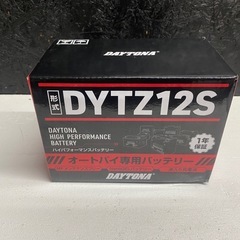 形式 DYTZ12S
DAYTONA
HIGH PERFORMANCE
BATTERY
ハイパフォーマンスバッテリー
1年
保証
オートバイ専用バッテリー
DAYTONA